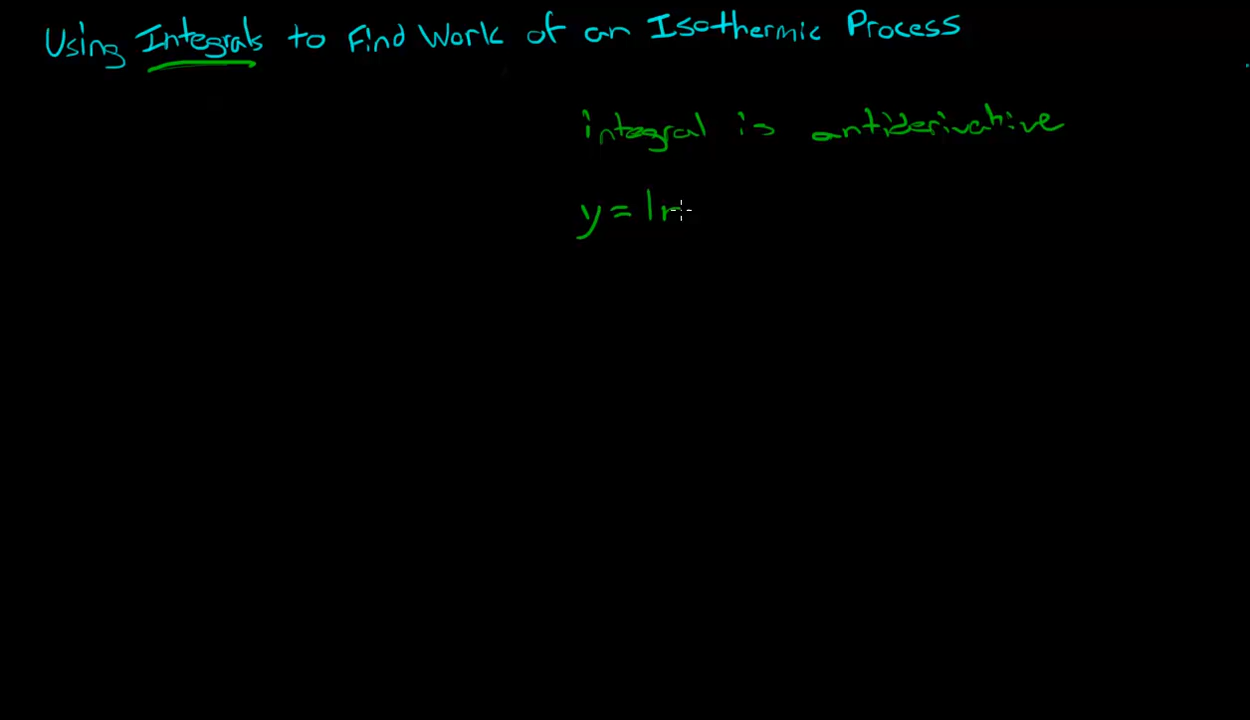 Using Integrals to Find Work of an Isothermic Process
integral is antiderivative
y = ln